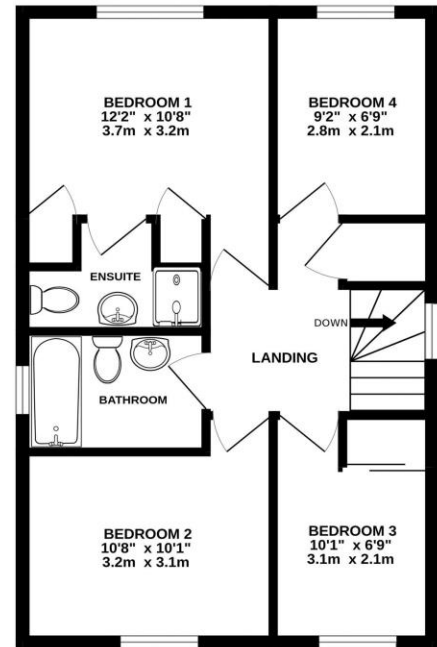 BEDROOM 1
12'2" x 10'8"
3.7m x 3.2m
BEDROOM 4
9'2" x 6'9"
2.8m x 2.1m
ENSUITE
DOWN
LANDING
BATHROOM
BEDROOM 2
10'8" x 10'1"
3.2m x 3.1m
BEDROOM 3
10'1" x 6'9"
3.1m x 2.1m